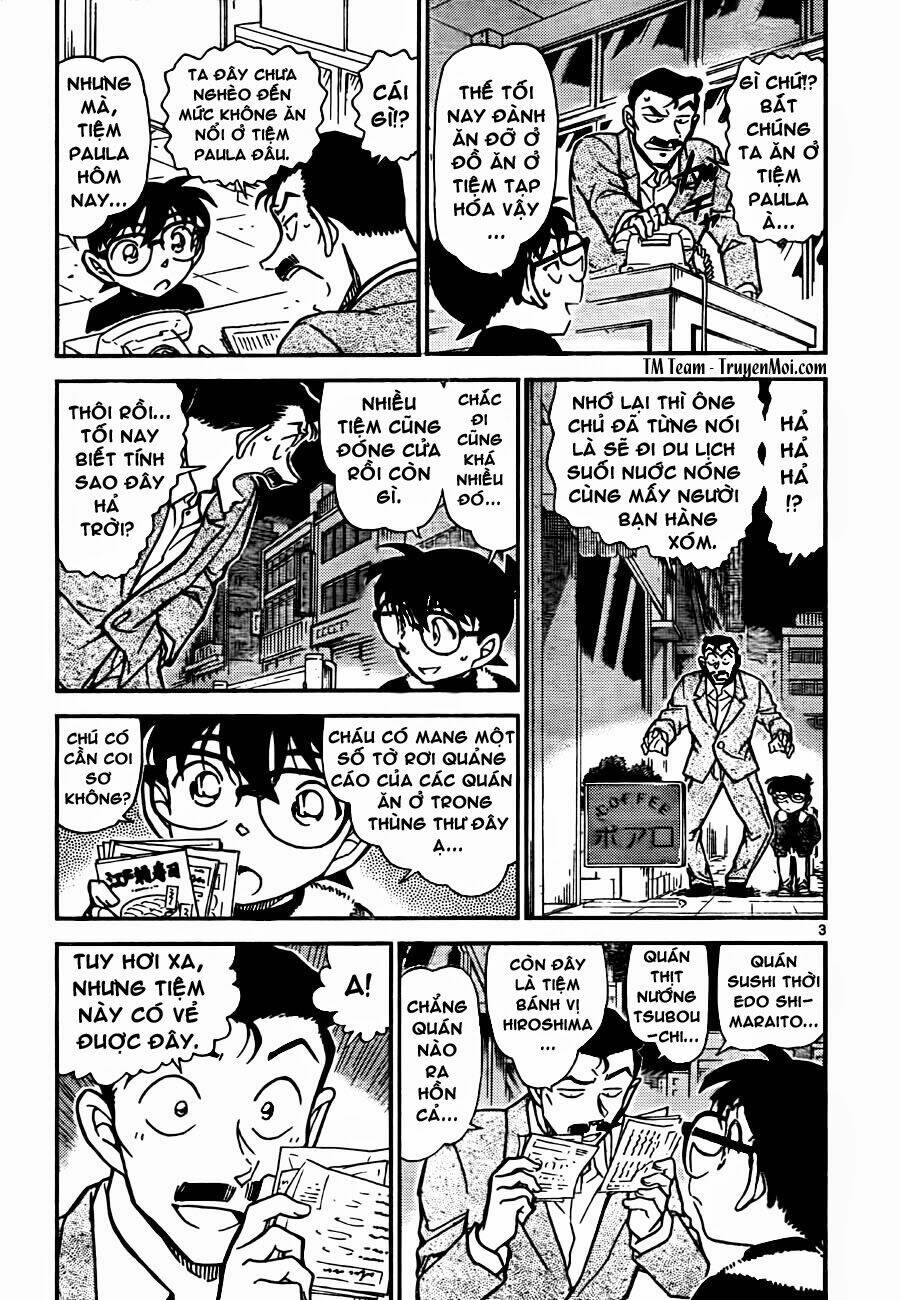 GÌ CHỨ!?
BẮT
CHÚNG
TA ĂN Ở
TIỆM
PAULA
À...
THẾ TỐI
NAY ĐÀNH
ĂN ĐỠ Ở
ĐỒ ĂN Ở
TIỆM TẠP
HÓA VẬY
...
CÁI
GÌ!?
TA ĐÂY CHƯA
NGHÈO ĐẾN
MỨC KHÔNG ĂN
NỔI Ở TIỆM
PAULA ĐÂU.
NHƯNG
MÀ,
TIỆM
PAULA
HÔM
NAY...
TM Team - TruyenMoi.com
HẢ
HẢ
HẢ
!?
NHỚ LẠI THÌ ÔNG
CHỦ ĐÃ TỪNG NÓI
LÀ SẼ ĐI DU LỊCH
SUỐI NUỚC NÓNG
CÙNG MẤY NGƯỜI
BẠN HÀNG
XÓM.
COFFEE
ポアロ
CHẮC
ĐI
CŨNG
KHÁ
NHIỀU
ĐÓ...
NHIỀU
TIỆM CŨNG
ĐÓNG CỬA
RỒI CÒN
GÌ.
THÔI RỒI...
TỐI NAY
BIẾT TÍNH
SAO ĐÂY
HẢ
TRỜI?
CHÁU CÓ MANG MỘT
SỐ TỜ RƠI QUẢNG
CÁO CỦA CÁC QUÁN
ĂN Ở TRONG
THÙNG THƯ ĐÂY
Ạ...
CHÚ CÓ
CẦN COI
SƠ
KHÔNG?
3
QUÁN
SUSHI THỜI
EDO SHI-
MARAITO...
QUÁN
THỊT
NƯỚNG
TSUBOU
-CHI...
CÒN ĐÂY
LÀ TIỆM
BÁNH VỊ
HIROSHIMA
...
CHẲNG
QUÁN
NÀO
RA
HỒN
CẢ...
A!
TUY HƠI XA,
NHƯNG TIỆM
NÀY CÓ VẺ
ĐUỢC ĐÂY.